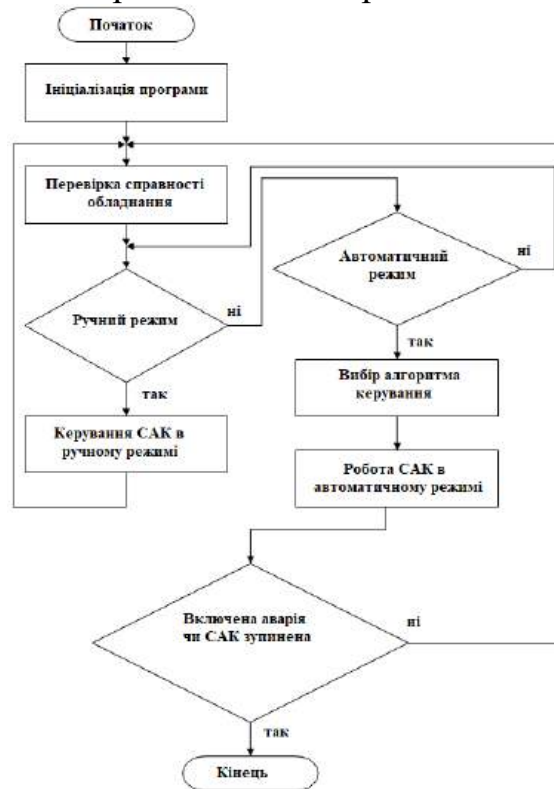 Початок
Ініціалізація програми
Перевірка справності
обладнання
Ручний режим
ні
так
Керування САК в
ручному режимі
Автоматичний
режим
ні
так
Вибір алгоритма
керування
Робота САК в
автоматичному режимі
Включена аварія
чи САК зупинена
ні
так
Кінець